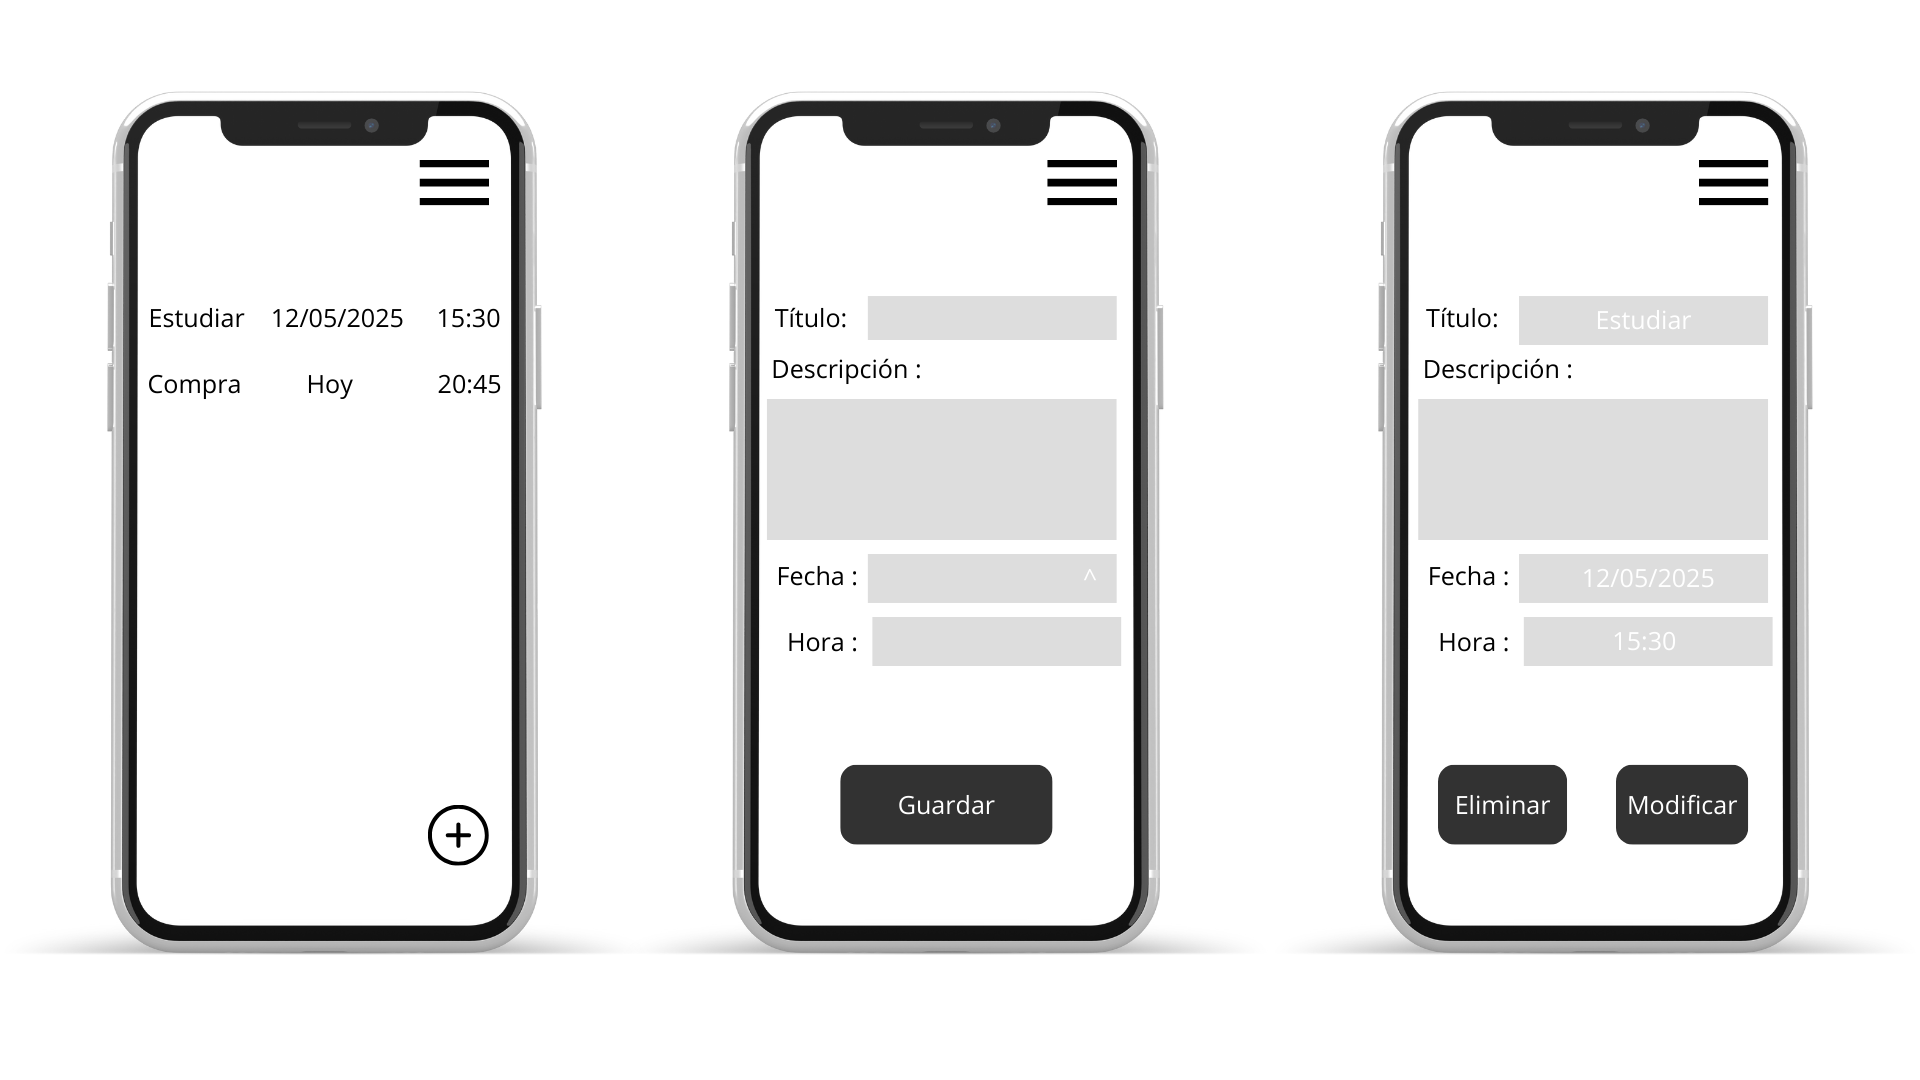 Estudiar 12/05/2025 15:30
Compra Hoy 20:45
Título:
Descripción :
Fecha : ^
Hora :
Guardar
Título: Estudiar
Descripción :
Fecha : 12/05/2025
Hora : 15:30
Eliminar Modificar